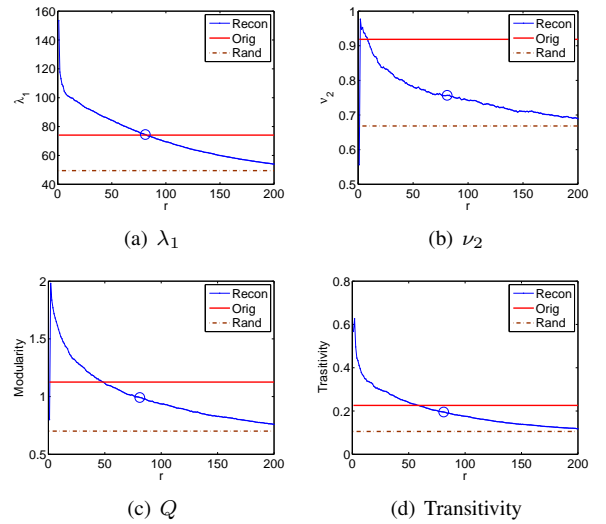 160
140
120
100
80
60
40
λ1
0 50 100 150 200
r
Recon
Orig
Rand
(a) λ1
1
0.9
0.8
0.7
0.6
0.5
ν2
0 50 100 150 200
r
Recon
Orig
Rand
(b) ν2
2
1.5
1
0.5
Modularity
0 50 100 150 200
r
Recon
Orig
Rand
(c) Q
0.8
0.6
0.4
0.2
0
Trasitivity
0 50 100 150 200
r
Recon
Orig
Rand
(d) Transitivity